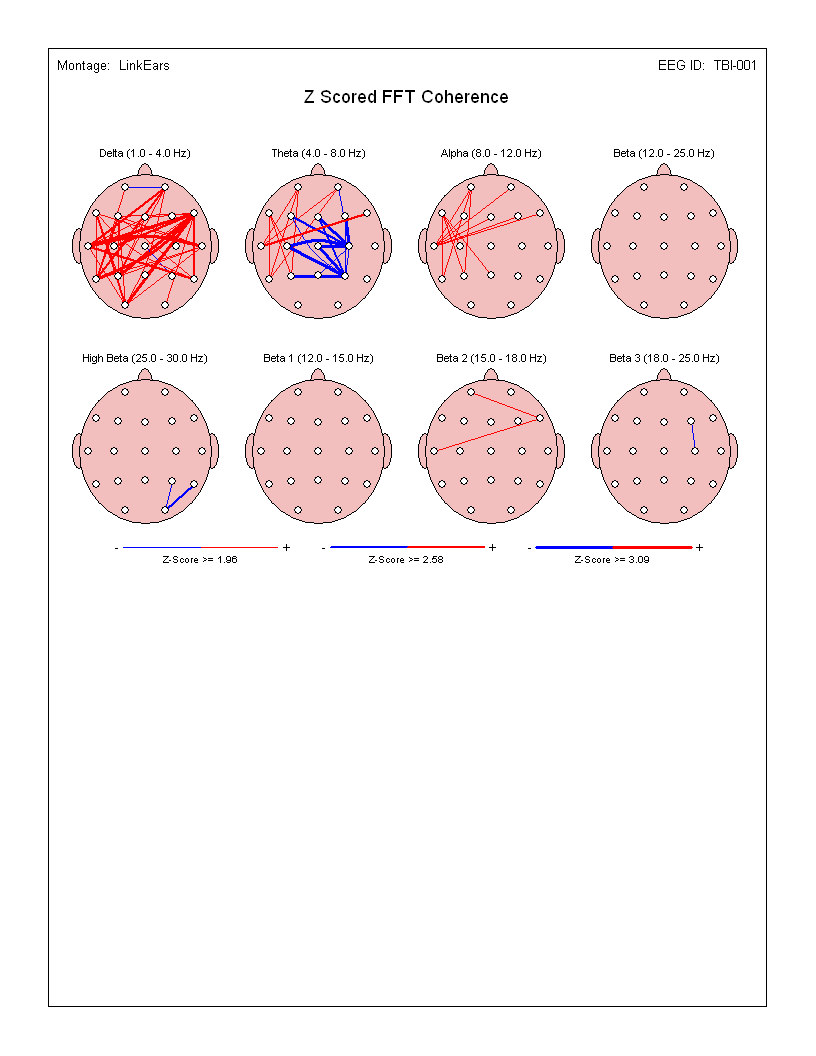 Montage: LinkEars EEG ID: TBI-001
Z Scored FFT Coherence
Delta (1.0 - 4.0 Hz) Theta (4.0 - 8.0 Hz) Alpha (8.0 - 12.0 Hz) Beta (12.0 - 25.0 Hz)
High Beta (25.0 - 30.0 Hz) Beta 1 (12.0 - 15.0 Hz) Beta 2 (15.0 - 18.0 Hz) Beta 3 (18.0 - 25.0 Hz)
- + - + - +
Z-Score >= 1.96 Z-Score >= 2.58 Z-Score >= 3.09